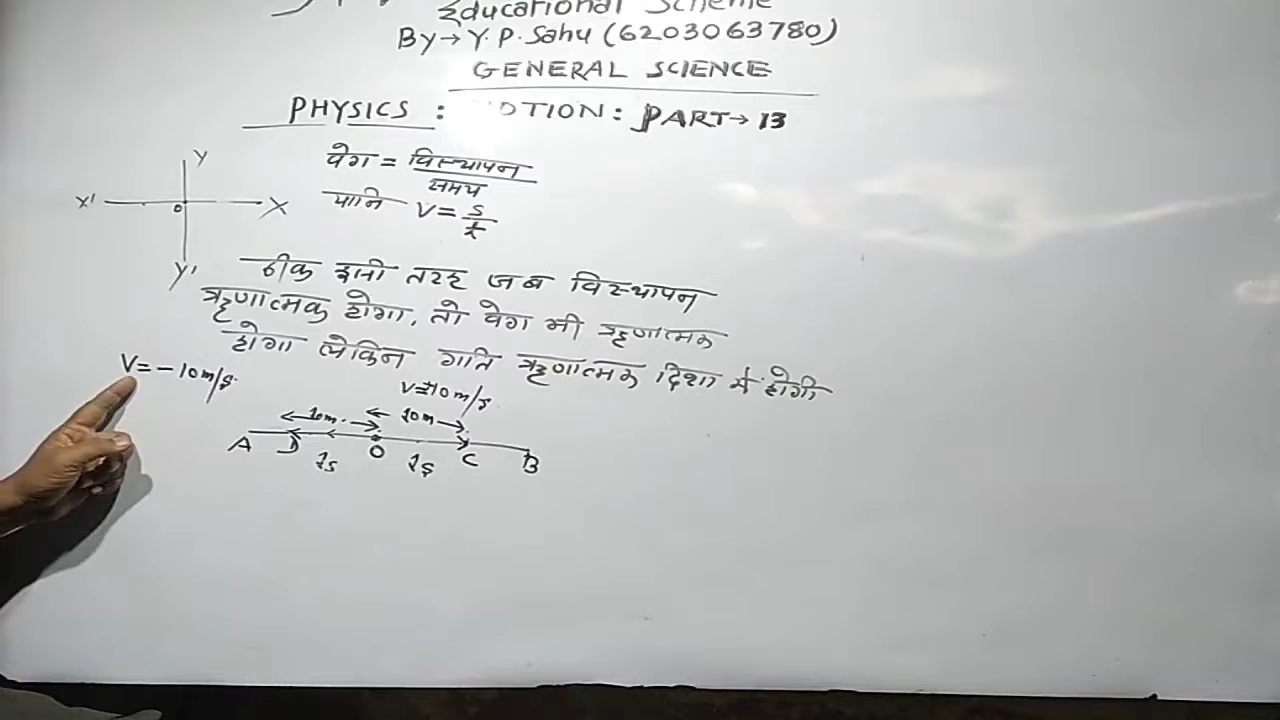 Educational Scheme
By → Y. P. Sahu (6203063780)
GENERAL SCIENCE
PHYSICS : OTION: PART → 13
Y
X' O X
Y'
वेग = विस्थापन / समय
यानि V = s/t
ठीक इसी तरह जब विस्थापन
ऋणात्मक होगा, तो वेग भी ऋणात्मक
होगा लेकिन गति ऋणात्मक दिशा में होगी
V = - 10 m/s
V = 10 m/s
10m. 10m
A D O C B
1s 1s